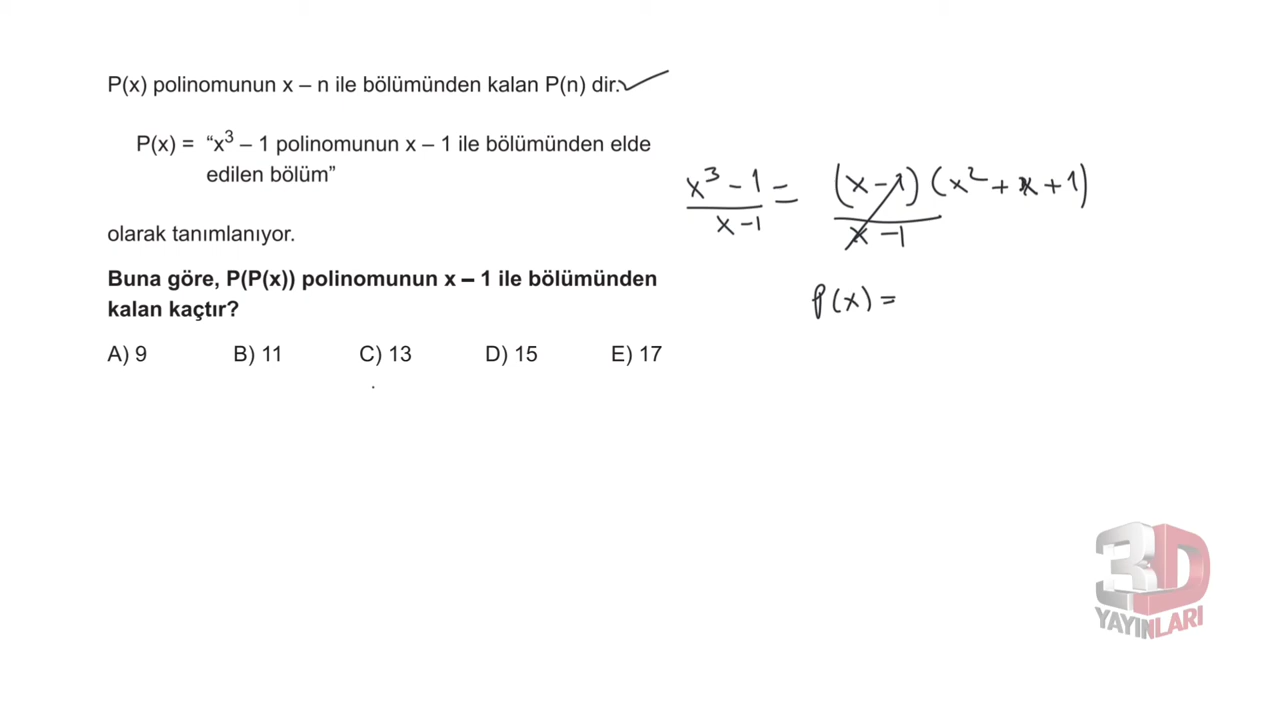 P(x) polinomunun x – n ile bölümünden kalan P(n) dir.
P(x) = “x³ – 1 polinomunun x – 1 ile bölümünden elde
edilen bölüm”
olarak tanımlanıyor.
Buna göre, P(P(x)) polinomunun x – 1 ile bölümünden
kalan kaçtır?
A) 9 B) 11 C) 13 D) 15 E) 17
x³ - 1 = (x - 1) (x² + x + 1)
x - 1 x - 1
P(x) =
3D
YAYINLARI